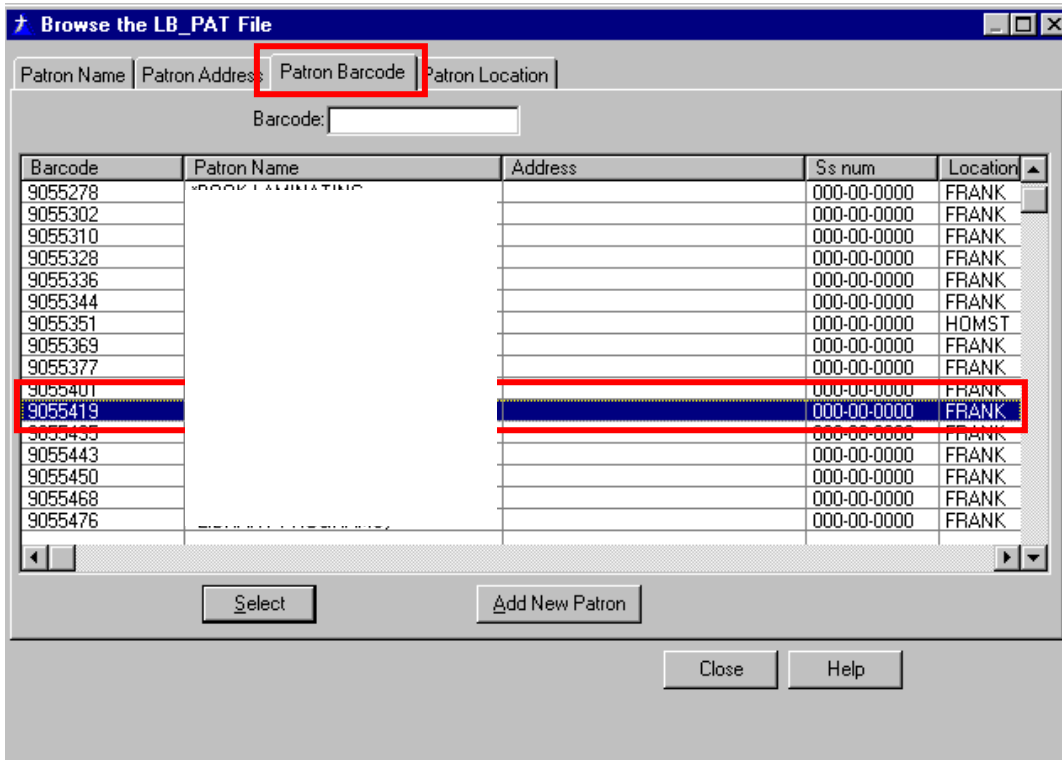 Browse the LB_PAT File
Patron Name Patron Address Patron Barcode Patron Location
Barcode:
Barcode Patron Name Address Ss num Location
9055278 *BOOK LAMINATING 000-00-0000 FRANK
9055302 000-00-0000 FRANK
9055310 000-00-0000 FRANK
9055328 000-00-0000 FRANK
9055336 000-00-0000 FRANK
9055344 000-00-0000 FRANK
9055351 000-00-0000 HOMST
9055369 000-00-0000 FRANK
9055377 000-00-0000 FRANK
9055401 000-00-0000 FRANK
9055419 000-00-0000 FRANK
9055435 000-00-0000 FRANK
9055443 000-00-0000 FRANK
9055450 000-00-0000 FRANK
9055468 000-00-0000 FRANK
9055476 000-00-0000 FRANK
Select Add New Patron
Close Help